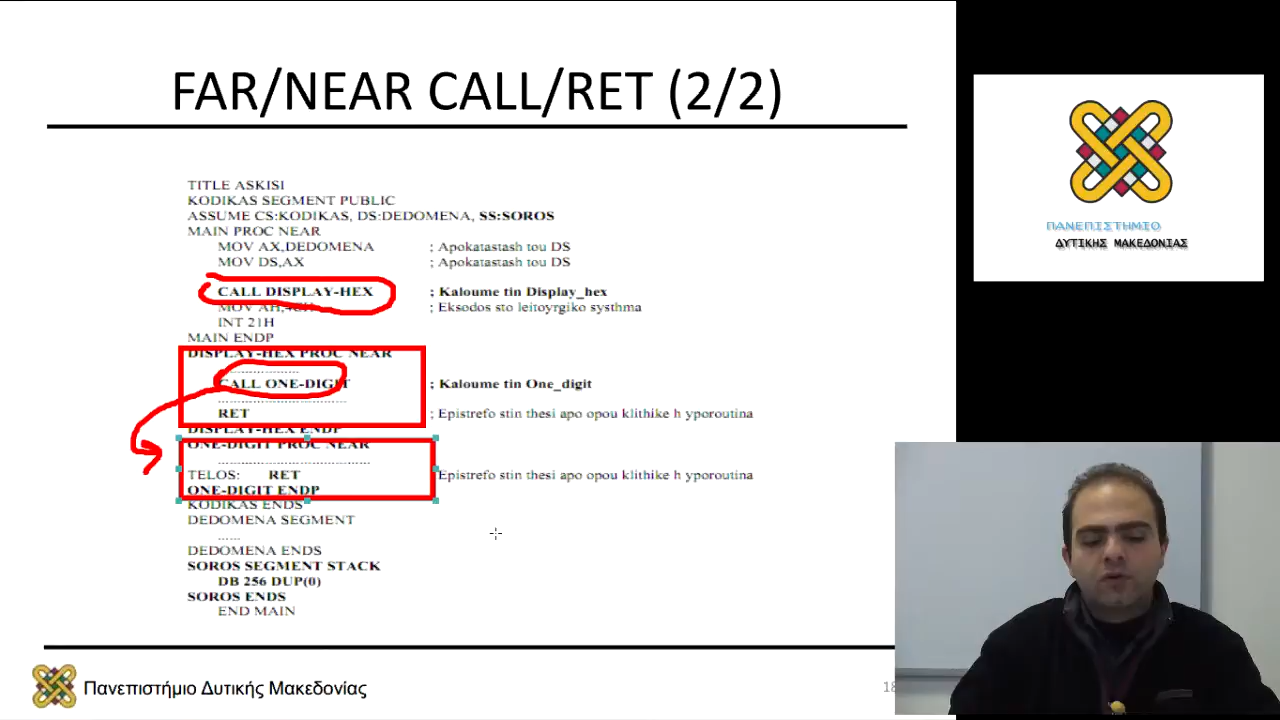 FAR/NEAR CALL/RET (2/2)
TITLE ASKISI
KODIKAS SEGMENT PUBLIC
ASSUME CS:KODIKAS, DS:DEDOMENA, SS:SOROS
MAIN PROC NEAR
MOV AX,DEDOMENA ; Apokatastash tou DS
MOV DS,AX ; Apokatastash tou DS
CALL DISPLAY-HEX ; Kaloume tin Display_hex
MOV AH,4CH ; Eksodos sto leitoyrgiko systhma
INT 21H
MAIN ENDP
DISPLAY-HEX PROC NEAR
.....................
CALL ONE-DIGIT ; Kaloume tin One_digit
.................................
RET ; Epistrefo stin thesi apo opou klithike h yporoutina
DISPLAY-HEX ENDP
ONE-DIGIT PROC NEAR
.......................................
TELOS: RET Epistrefo stin thesi apo opou klithike h yporoutina
ONE-DIGIT ENDP
KODIKAS ENDS
DEDOMENA SEGMENT
......
DEDOMENA ENDS
SOROS SEGMENT STACK
DB 256 DUP(0)
SOROS ENDS
END MAIN
Πανεπιστήμιο Δυτικής Μακεδονίας
18
ΠΑΝΕΠΙΣΤΗΜΙΟ
ΔΥΤΙΚΗΣ ΜΑΚΕΔΟΝΙΑΣ